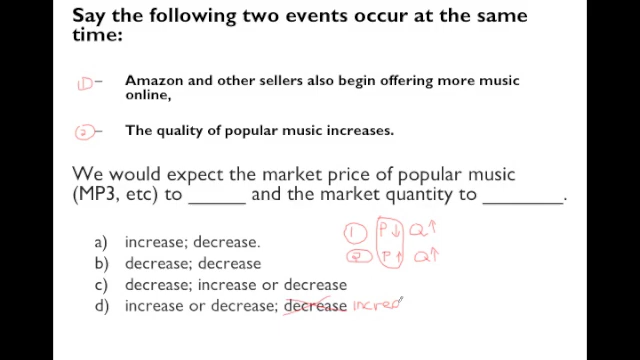 Say the following two events occur at the same
time:
① – Amazon and other sellers also begin offering more music
online,
② – The quality of popular music increases.
We would expect the market price of popular music
(MP3, etc) to _____ and the market quantity to ________.
① P↓ Q↑
② P↑ Q↑
a) increase; decrease.
b) decrease; decrease
c) decrease; increase or decrease
d) increase or decrease; decrease increa